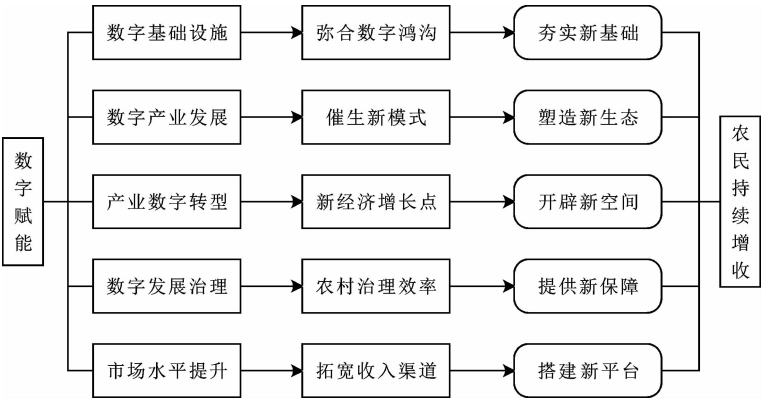 数字赋能
数字基础设施
弥合数字鸿沟
夯实新基础
数字产业发展
催生新模式
塑造新生态
产业数字转型
新经济增长点
开辟新空间
数字发展治理
农村治理效率
提供新保障
市场水平提升
拓宽收入渠道
搭建新平台
农民持续增收